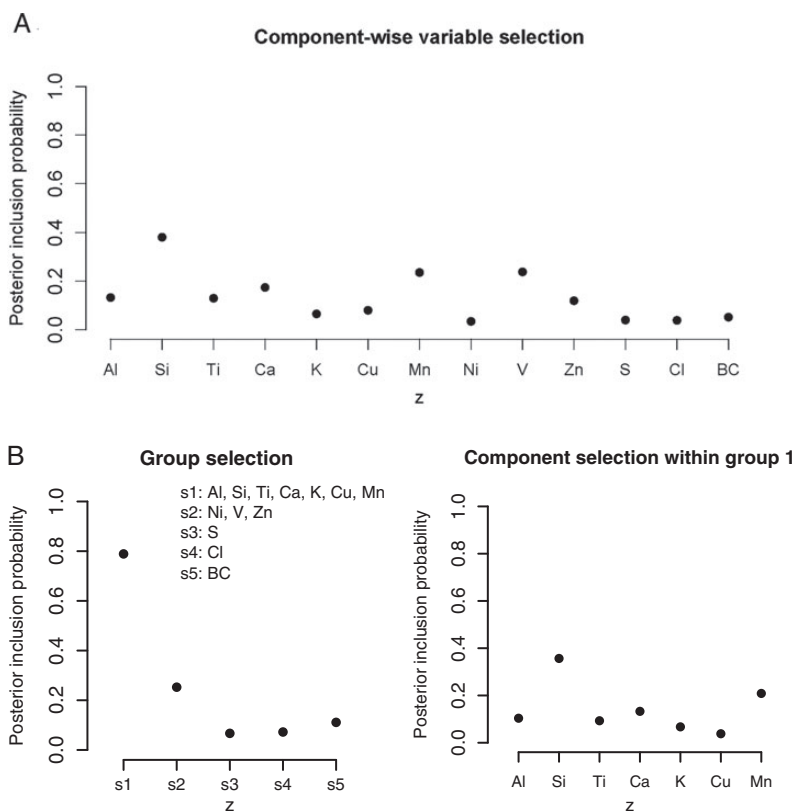 A
Component-wise variable selection
Posterior inclusion probability
1.0
0.8
0.6
0.4
0.2
0.0
Al Si Ti Ca K Cu Mn Ni V Zn S Cl BC
z
B
Group selection
s1: Al, Si, Ti, Ca, K, Cu, Mn
s2: Ni, V, Zn
s3: S
s4: Cl
s5: BC
Posterior inclusion probability
1.0
0.8
0.6
0.4
0.2
0.0
s1 s2 s3 s4 s5
z
Component selection within group 1
Posterior inclusion probability
1.0
0.8
0.6
0.4
0.2
0.0
Al Si Ti Ca K Cu Mn
z